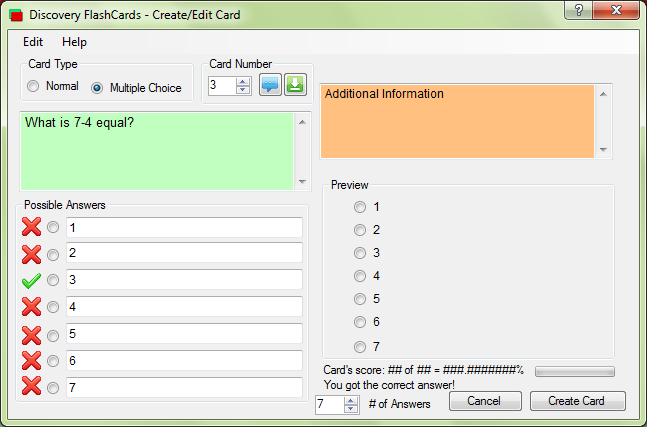 Discovery FlashCards - Create/Edit Card
Edit Help
Card Type
Normal
Multiple Choice
Card Number
3
Additional Information
What is 7-4 equal?
Possible Answers
1
2
3
4
5
6
7
Preview
1
2
3
4
5
6
7
Card's score: ## of ## = ###.#######%
You got the correct answer!
7 # of Answers
Cancel
Create Card